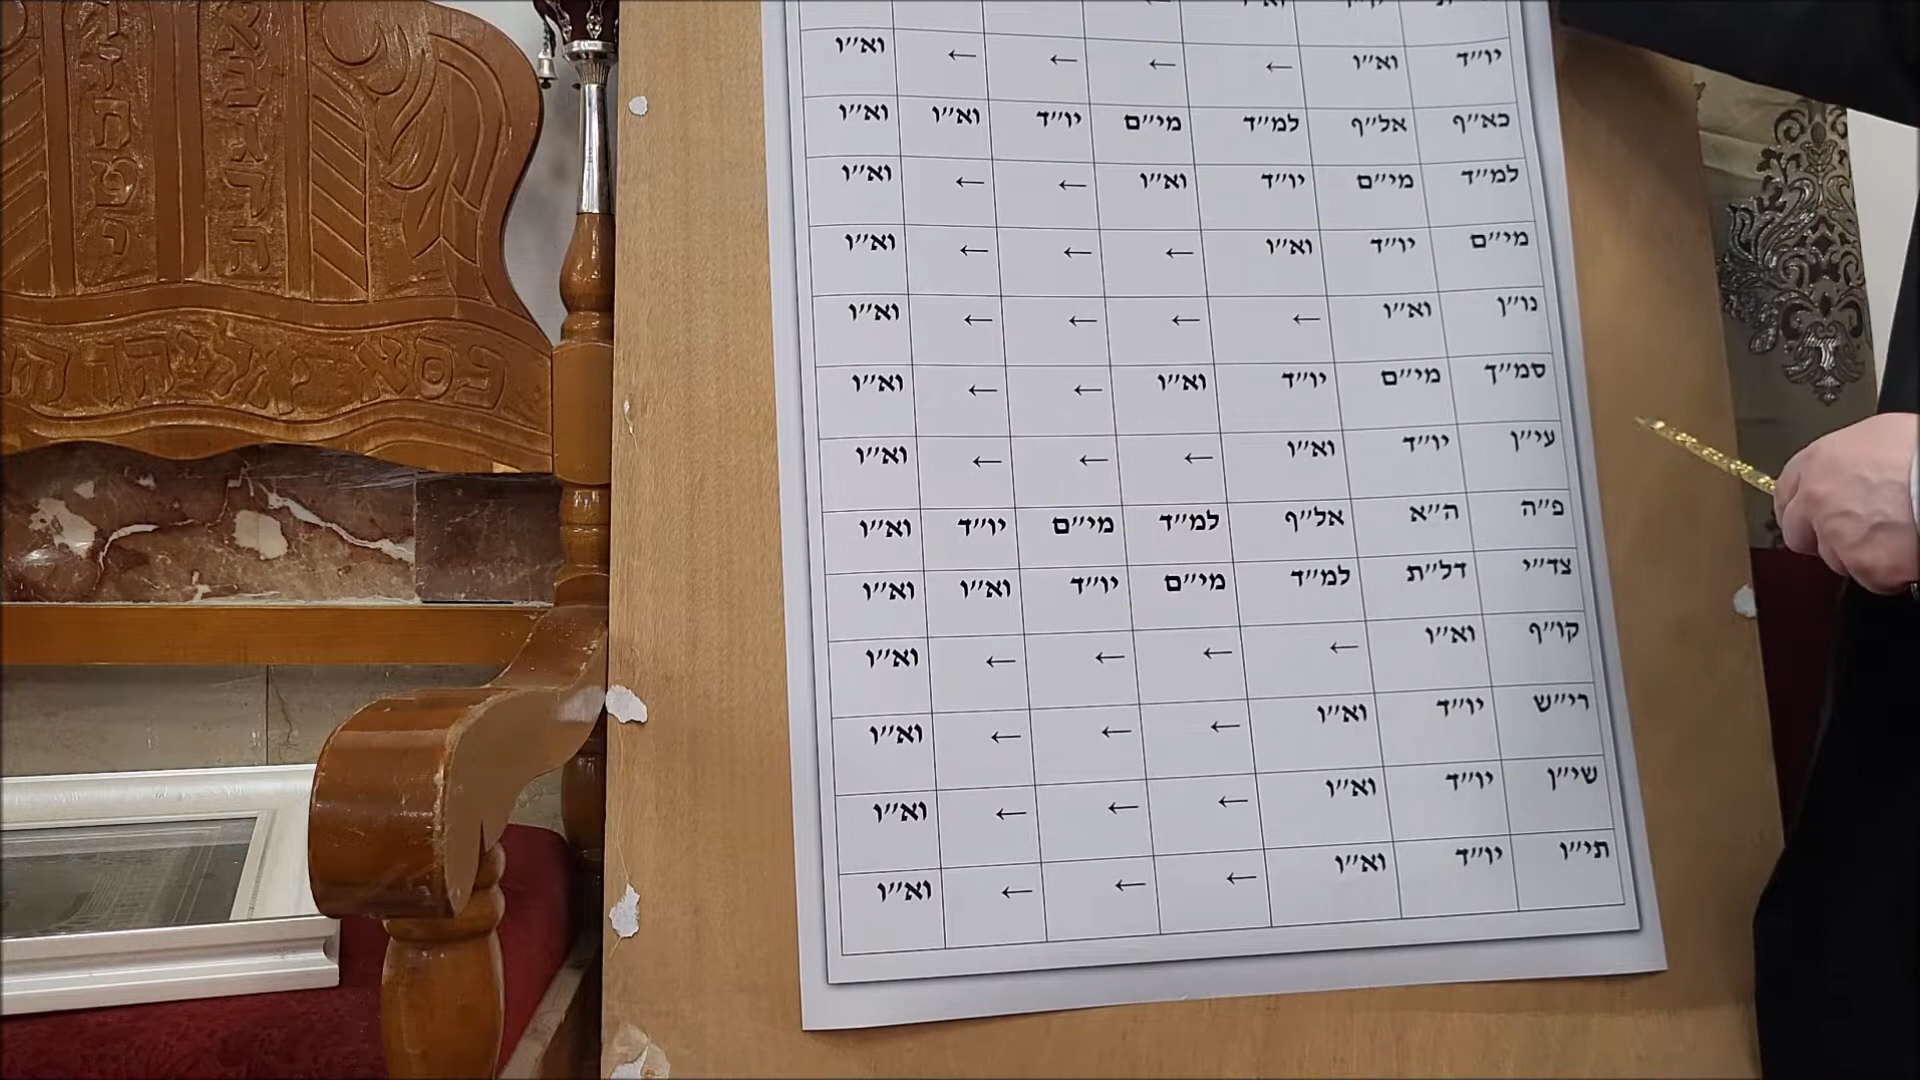 יו״ד וא״ו ← ← ← ← וא״ו
כא״ף אל״ף למ״ד מי״ם יו״ד וא״ו וא״ו
למ״ד מי״ם יו״ד וא״ו ← ← וא״ו
מי״ם יו״ד וא״ו ← ← ← וא״ו
נו״ן וא״ו ← ← ← ← וא״ו
סמ״ך מי״ם יו״ד וא״ו ← ← וא״ו
עי״ן יו״ד וא״ו ← ← ← וא״ו
פ״ה ה״א אל״ף למ״ד מי״ם יו״ד וא״ו
צד״י דל״ת למ״ד מי״ם יו״ד וא״ו וא״ו
קו״ף וא״ו ← ← ← ← וא״ו
רי״ש יו״ד וא״ו ← ← ← וא״ו
שי״ן יו״ד וא״ו ← ← ← וא״ו
תי״ו יו״ד וא״ו ← ← ← וא״ו
כסא